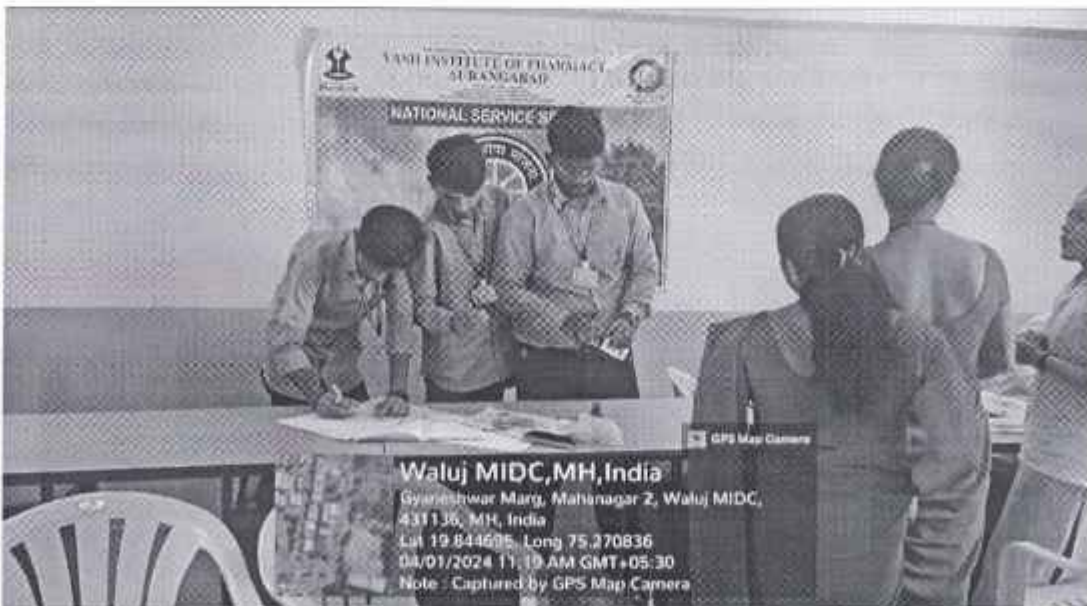 YASH INSTITUTE OF PHARMACY
AURANGABAD
NATIONAL SERVICE SE
GPS Map Camera
Waluj MIDC,MH,India
Gyaneshwar Marg, Mahanagar 2, Waluj MIDC,
431136, MH, India
Lat 19.844695, Long 75.270836
04/01/2024 11:19 AM GMT+05:30
Note : Captured by GPS Map Camera